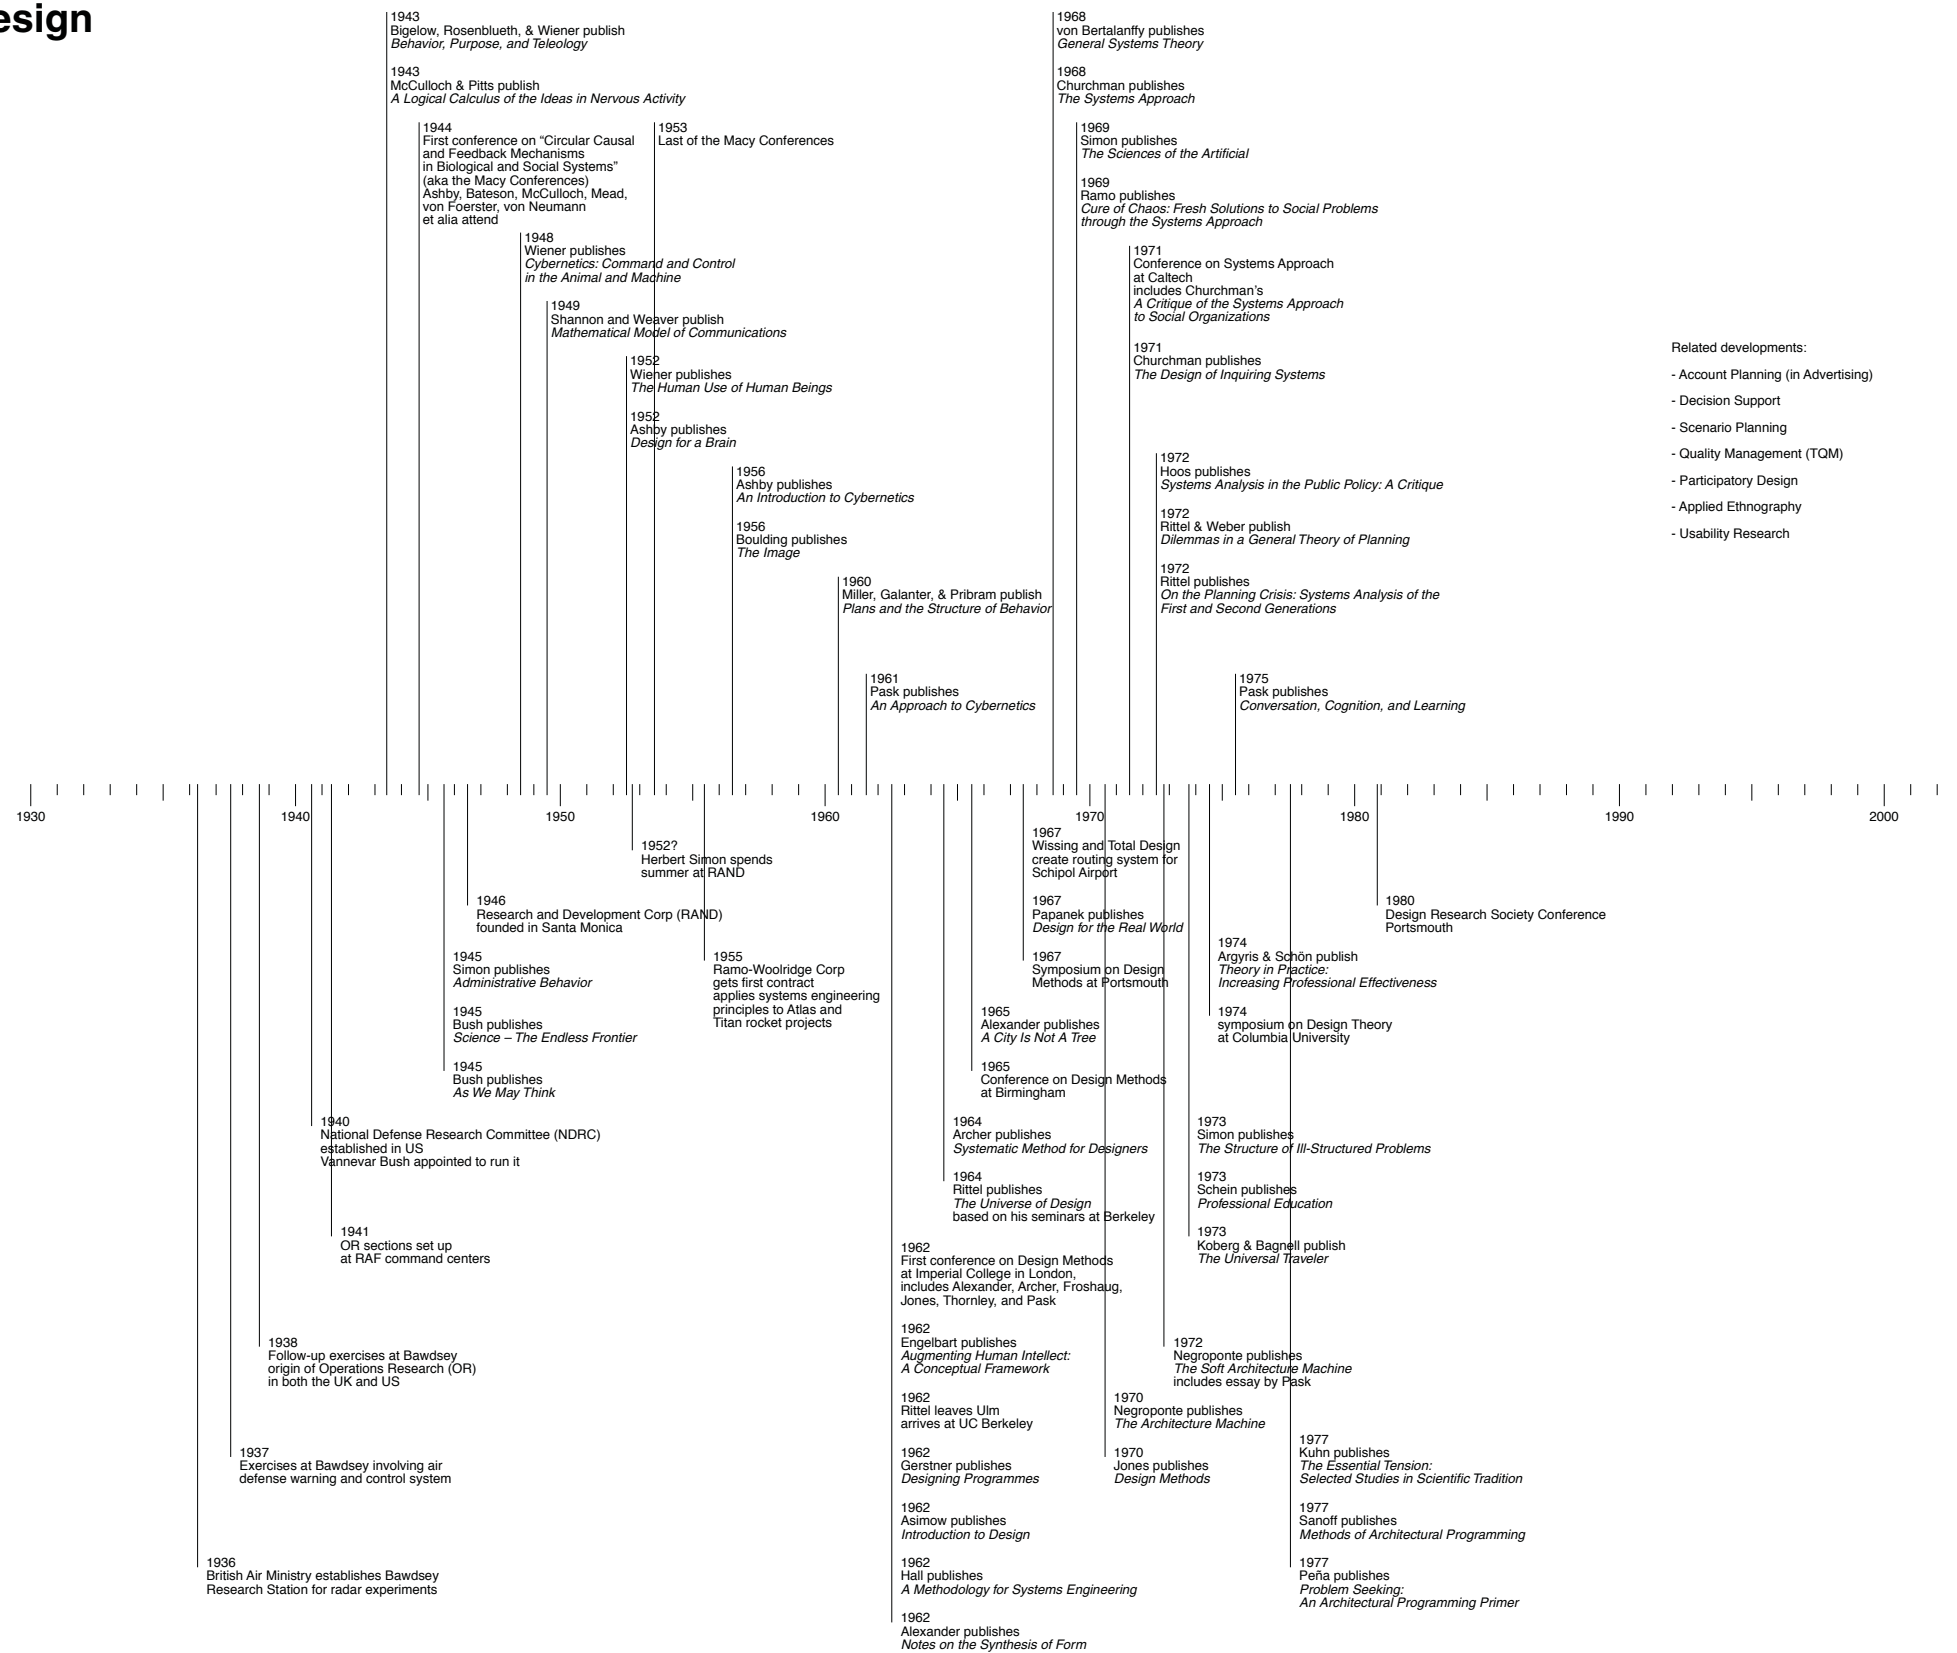 esign
1943
Bigelow, Rosenblueth, & Wiener publish
Behavior, Purpose, and Teleology
1943
McCulloch & Pitts publish
A Logical Calculus of the Ideas in Nervous Activity
1944
First conference on “Circular Causal
and Feedback Mechanisms
in Biological and Social Systems”
(aka the Macy Conferences)
Ashby, Bateson, McCulloch, Mead,
von Foerster, von Neumann
et alia attend
1953
Last of the Macy Conferences
1948
Wiener publishes
Cybernetics: Command and Control
in the Animal and Machine
1949
Shannon and Weaver publish
Mathematical Model of Communications
1952
Wiener publishes
The Human Use of Human Beings
1952
Ashby publishes
Design for a Brain
1956
Ashby publishes
An Introduction to Cybernetics
1956
Boulding publishes
The Image
1960
Miller, Galanter, & Pribram publish
Plans and the Structure of Behavior
1961
Pask publishes
An Approach to Cybernetics
1968
von Bertalanffy publishes
General Systems Theory
1968
Churchman publishes
The Systems Approach
1969
Simon publishes
The Sciences of the Artificial
1969
Ramo publishes
Cure of Chaos: Fresh Solutions to Social Problems
through the Systems Approach
1971
Conference on Systems Approach
at Caltech
includes Churchman’s
A Critique of the Systems Approach
to Social Organizations
1971
Churchman publishes
The Design of Inquiring Systems
1972
Hoos publishes
Systems Analysis in the Public Policy: A Critique
1972
Rittel & Weber publish
Dilemmas in a General Theory of Planning
1972
Rittel publishes
On the Planning Crisis: Systems Analysis of the
First and Second Generations
1975
Pask publishes
Conversation, Cognition, and Learning
Related developments:
- Account Planning (in Advertising)
- Decision Support
- Scenario Planning
- Quality Management (TQM)
- Participatory Design
- Applied Ethnography
- Usability Research
1930
1940
1950
1960
1970
1980
1990
2000
1952?
Herbert Simon spends
summer at RAND
1946
Research and Development Corp (RAND)
founded in Santa Monica
1945
Simon publishes
Administrative Behavior
1945
Bush publishes
Science – The Endless Frontier
1945
Bush publishes
As We May Think
1955
Ramo-Woolridge Corp
gets first contract
applies systems engineering
principles to Atlas and
Titan rocket projects
1940
National Defense Research Committee (NDRC)
established in US
Vannevar Bush appointed to run it
1941
OR sections set up
at RAF command centers
1938
Follow-up exercises at Bawdsey
origin of Operations Research (OR)
in both the UK and US
1937
Exercises at Bawdsey involving air
defense warning and control system
1936
British Air Ministry establishes Bawdsey
Research Station for radar experiments
1967
Wissing and Total Design
create routing system for
Schipol Airport
1967
Papanek publishes
Design for the Real World
1967
Symposium on Design
Methods at Portsmouth
1965
Alexander publishes
A City Is Not A Tree
1965
Conference on Design Methods
at Birmingham
1964
Archer publishes
Systematic Method for Designers
1964
Rittel publishes
The Universe of Design
based on his seminars at Berkeley
1962
First conference on Design Methods
at Imperial College in London,
includes Alexander, Archer, Froshaug,
Jones, Thornley, and Pask
1962
Engelbart publishes
Augmenting Human Intellect:
A Conceptual Framework
1962
Rittel leaves Ulm
arrives at UC Berkeley
1962
Gerstner publishes
Designing Programmes
1962
Asimow publishes
Introduction to Design
1962
Hall publishes
A Methodology for Systems Engineering
1962
Alexander publishes
Notes on the Synthesis of Form
1980
Design Research Society Conference
Portsmouth
1974
Argyris & Schön publish
Theory in Practice:
Increasing Professional Effectiveness
1974
symposium on Design Theory
at Columbia University
1973
Simon publishes
The Structure of Ill-Structured Problems
1973
Schein publishes
Professional Education
1973
Koberg & Bagnell publish
The Universal Traveler
1972
Negroponte publishes
The Soft Architecture Machine
includes essay by Pask
1970
Negroponte publishes
The Architecture Machine
1970
Jones publishes
Design Methods
1977
Kuhn publishes
The Essential Tension:
Selected Studies in Scientific Tradition
1977
Sanoff publishes
Methods of Architectural Programming
1977
Peña publishes
Problem Seeking:
An Architectural Programming Primer